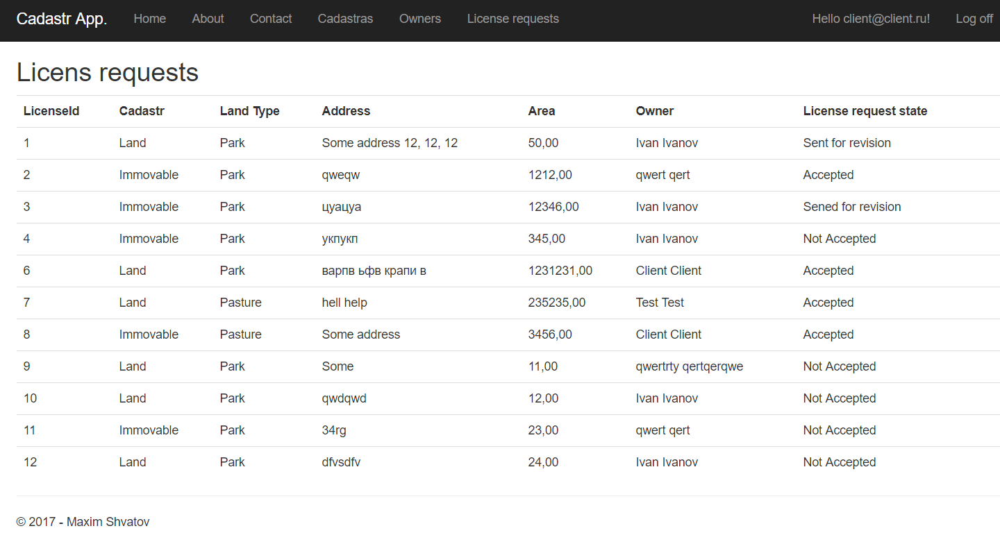 Cadastr App. Home About Contact Cadastras Owners License requests Hello client@client.ru! Log off
Licens requests
LicenseId Cadastr Land Type Address Area Owner License request state
1 Land Park Some address 12, 12, 12 50,00 Ivan Ivanov Sent for revision
2 Immovable Park qweqw 1212,00 qwert qert Accepted
3 Immovable Park цуацуа 12346,00 Ivan Ivanov Sened for revision
4 Immovable Park укпукп 345,00 Ivan Ivanov Not Accepted
6 Land Park варпв ьфв крапи в 1231231,00 Client Client Accepted
7 Land Pasture hell help 235235,00 Test Test Accepted
8 Immovable Pasture Some address 3456,00 Client Client Accepted
9 Land Park Some 11,00 qwertrty qertqerqwe Not Accepted
10 Land Park qwdqwd 12,00 Ivan Ivanov Not Accepted
11 Immovable Park 34rg 23,00 qwert qert Not Accepted
12 Land Park dfvsdfv 24,00 Ivan Ivanov Not Accepted
© 2017 - Maxim Shvatov